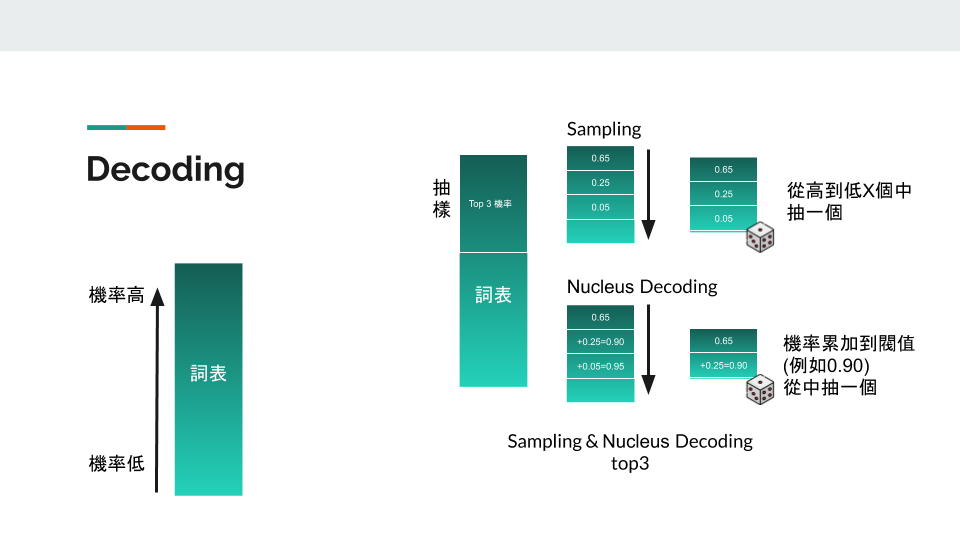 Decoding
機率高
詞表
機率低
抽
樣
Top 3 機率
詞表
Sampling
0.65
0.25
0.05
0.65
0.25
0.05
從高到低X個中
抽一個
Nucleus Decoding
0.65
+0.25=0.90
+0.05=0.95
0.65
+0.25=0.90
機率累加到閥值
(例如0.90)
從中抽一個
Sampling & Nucleus Decoding
top3